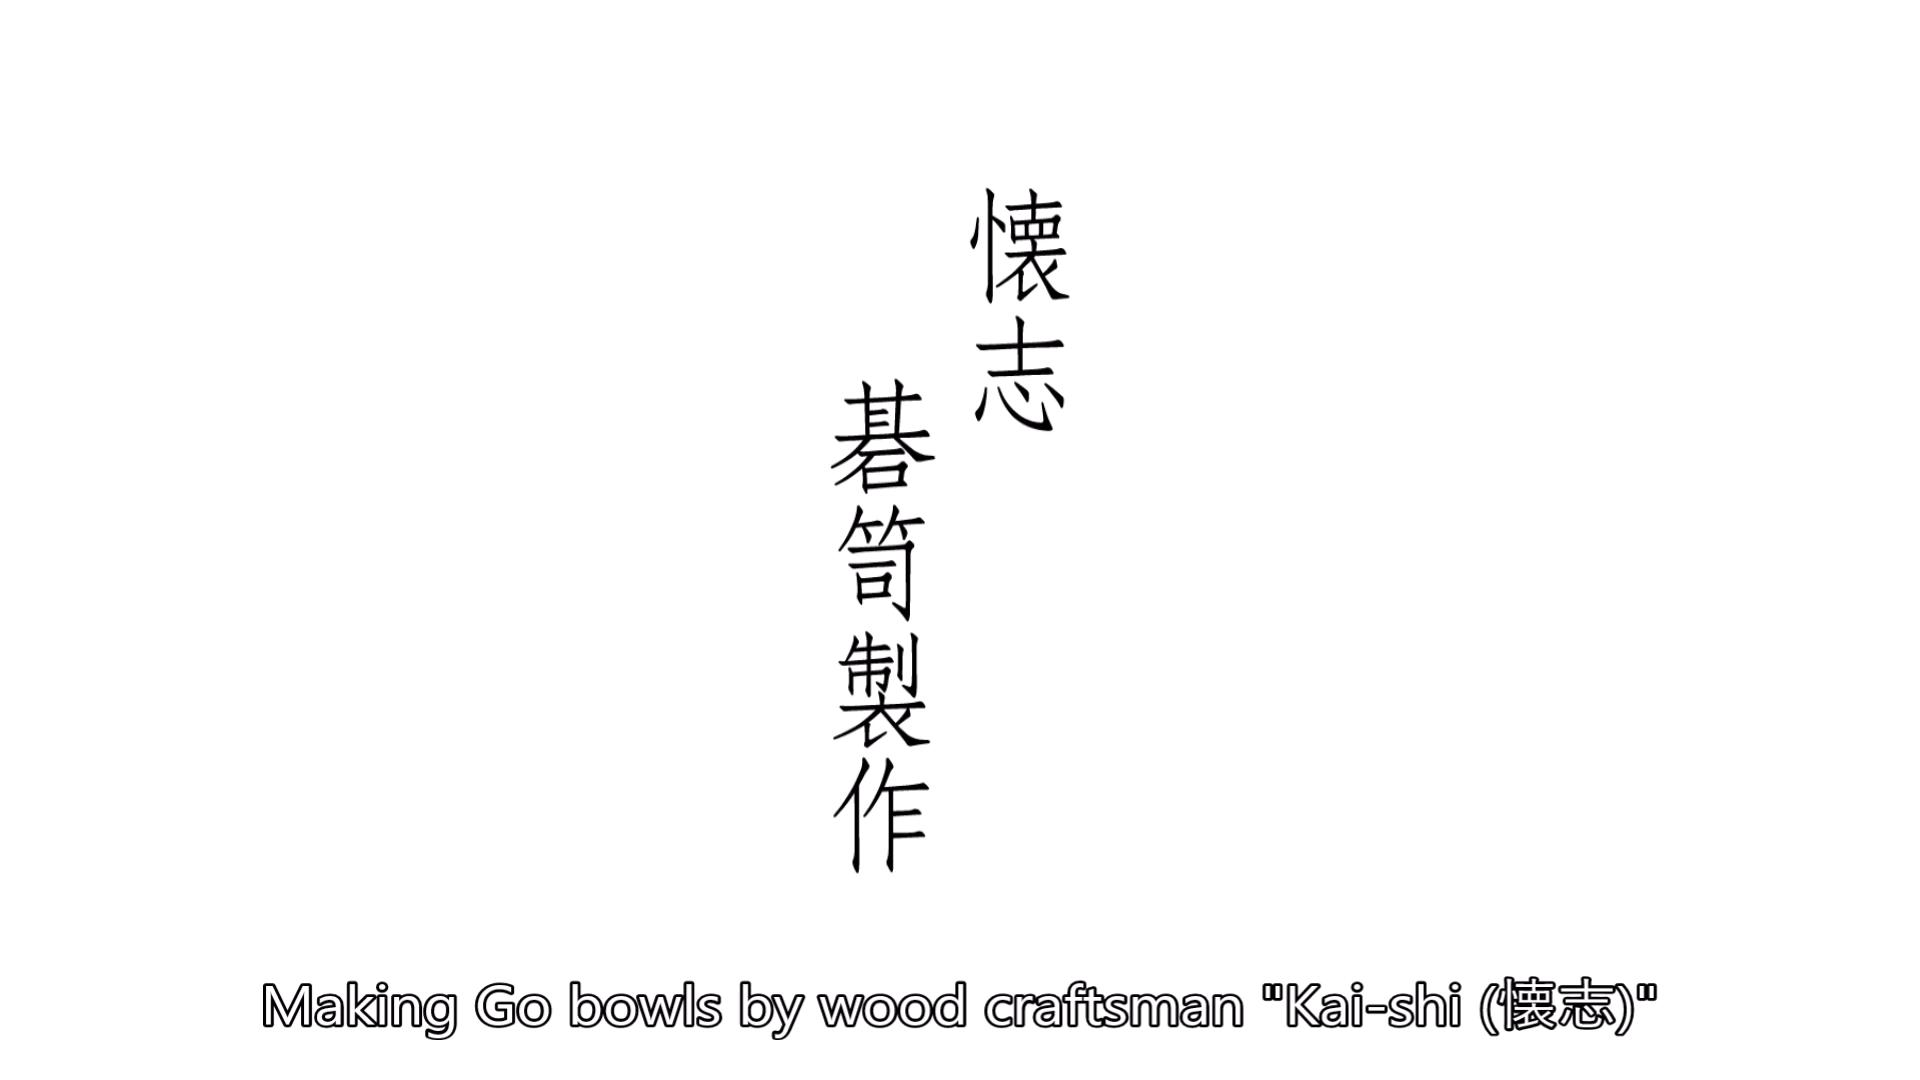 懐志
碁笥製作
Making Go bowls by wood craftsman "Kai-shi (懐志)"